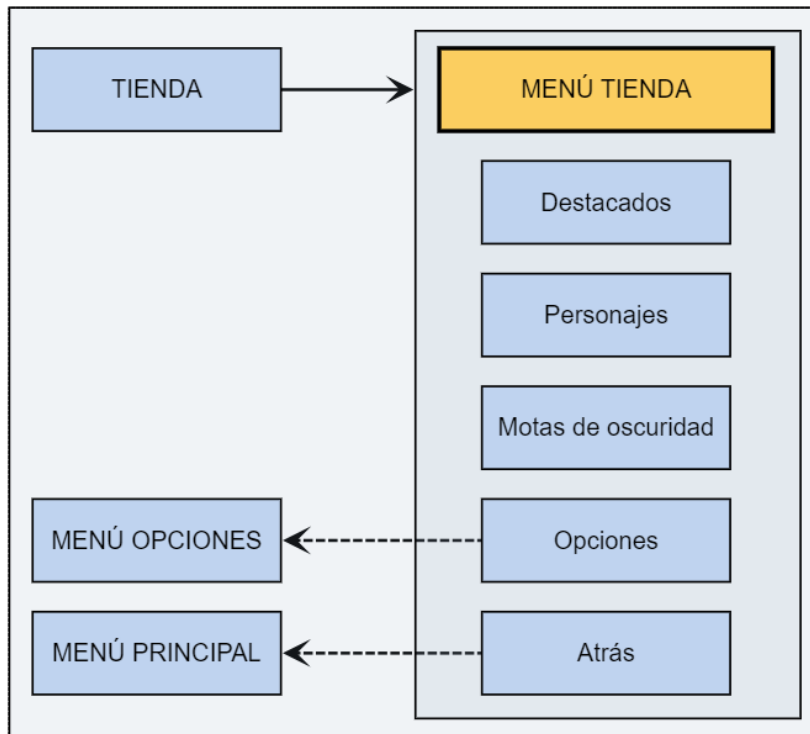 TIENDA
MENÚ TIENDA
Destacados
Personajes
Motas de oscuridad
MENÚ OPCIONES
Opciones
MENÚ PRINCIPAL
Atrás